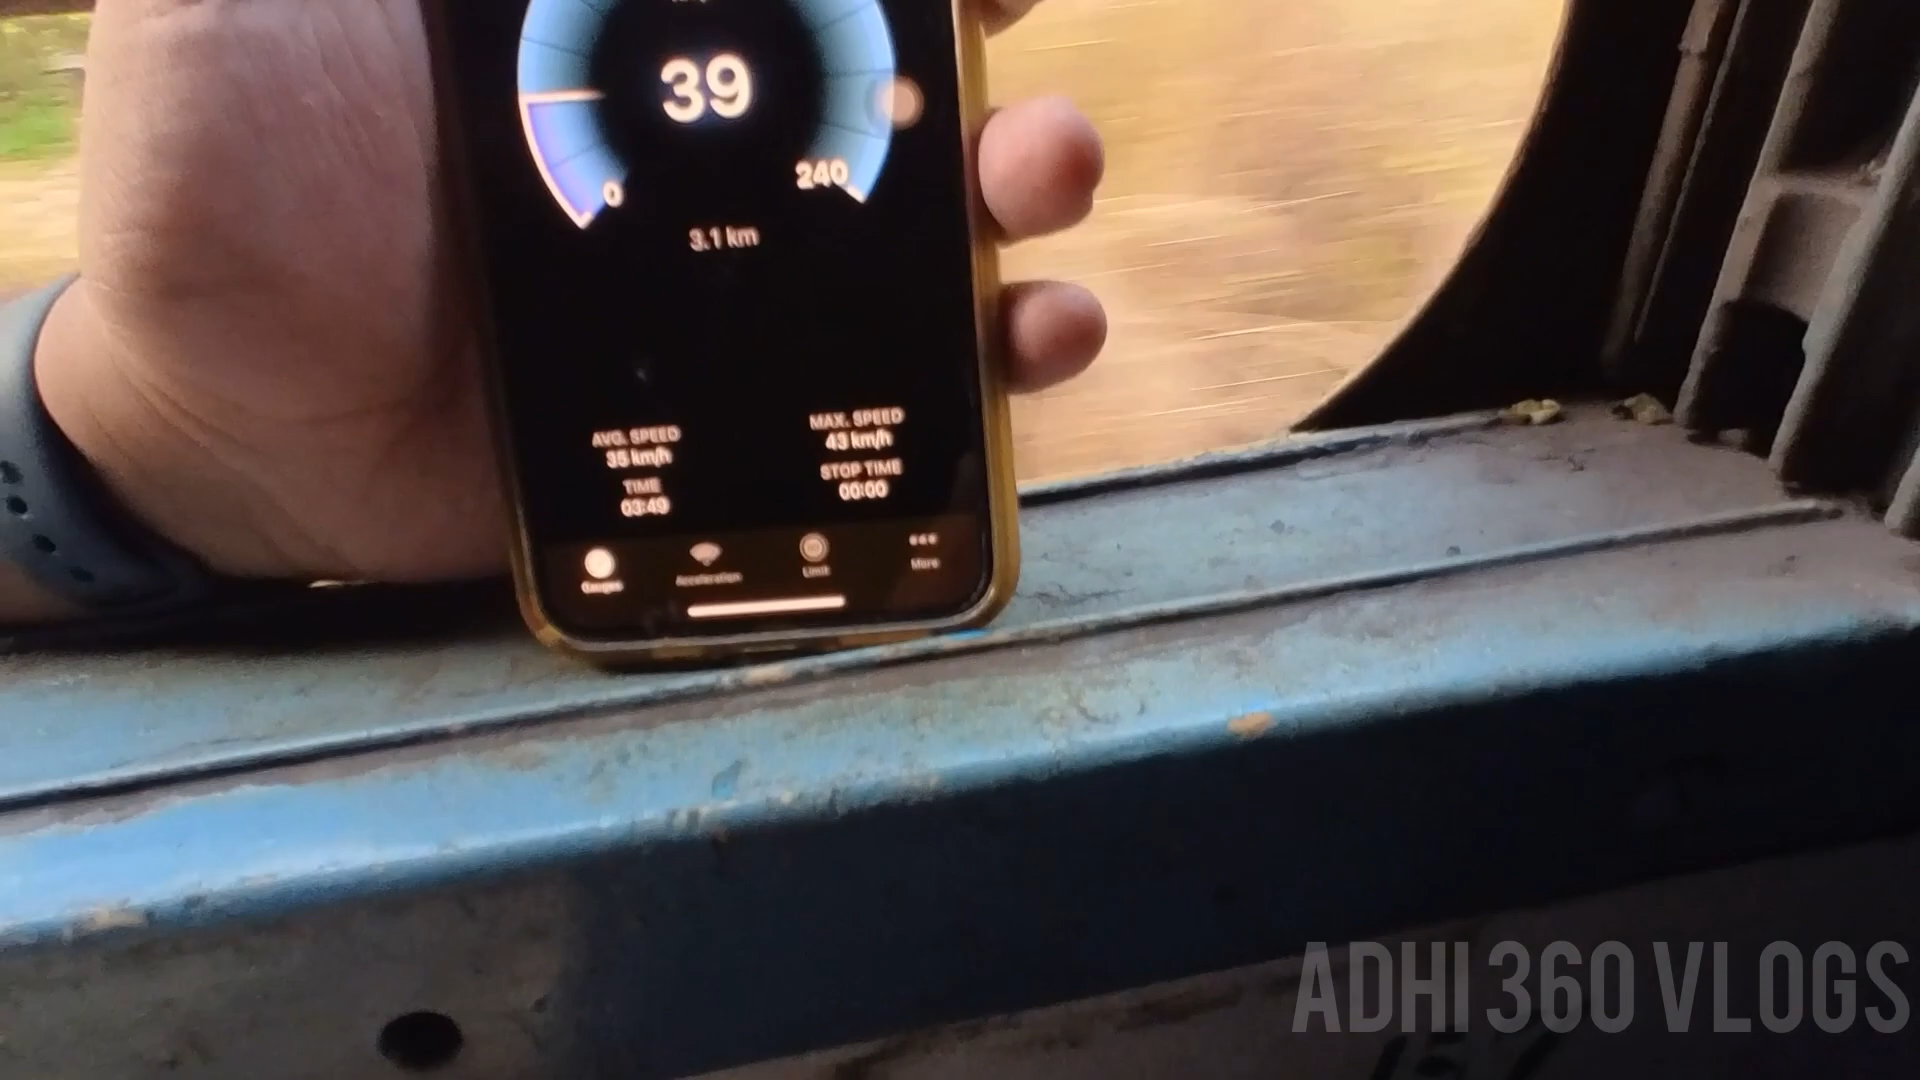 39
0
240
3.1 km
AVG. SPEED
35 km/h
MAX. SPEED
43 km/h
TIME
03:49
STOP TIME
00:00
Gauges
Acceleration
Limit
More
ADHI 360 VLOGS